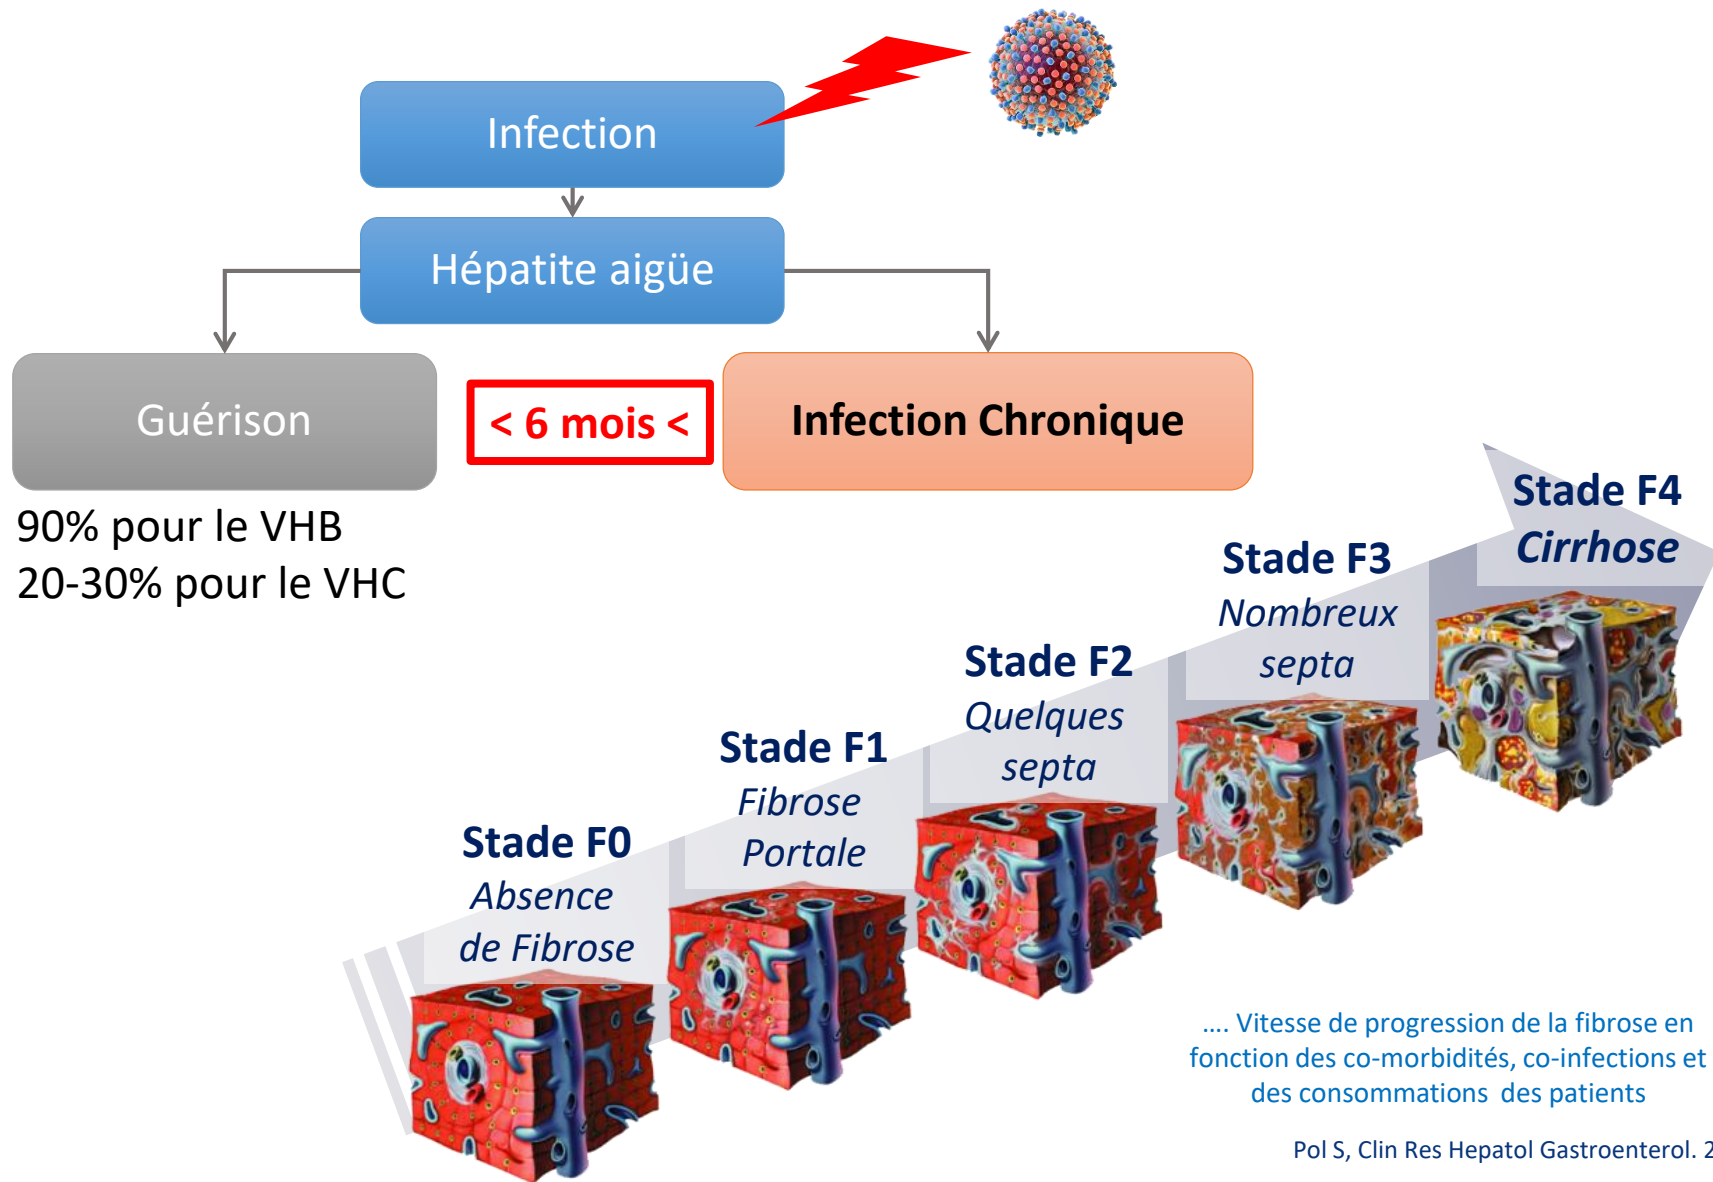 Infection
Hépatite aigüe
Guérison
< 6 mois <
Infection Chronique
90% pour le VHB
20-30% pour le VHC
Stade F0
Absence
de Fibrose
Stade F1
Fibrose
Portale
Stade F2
Quelques
septa
Stade F3
Nombreux
septa
Stade F4
Cirrhose
.... Vitesse de progression de la fibrose en
fonction des co-morbidités, co-infections et
des consommations des patients
Pol S, Clin Res Hepatol Gastroenterol. 2